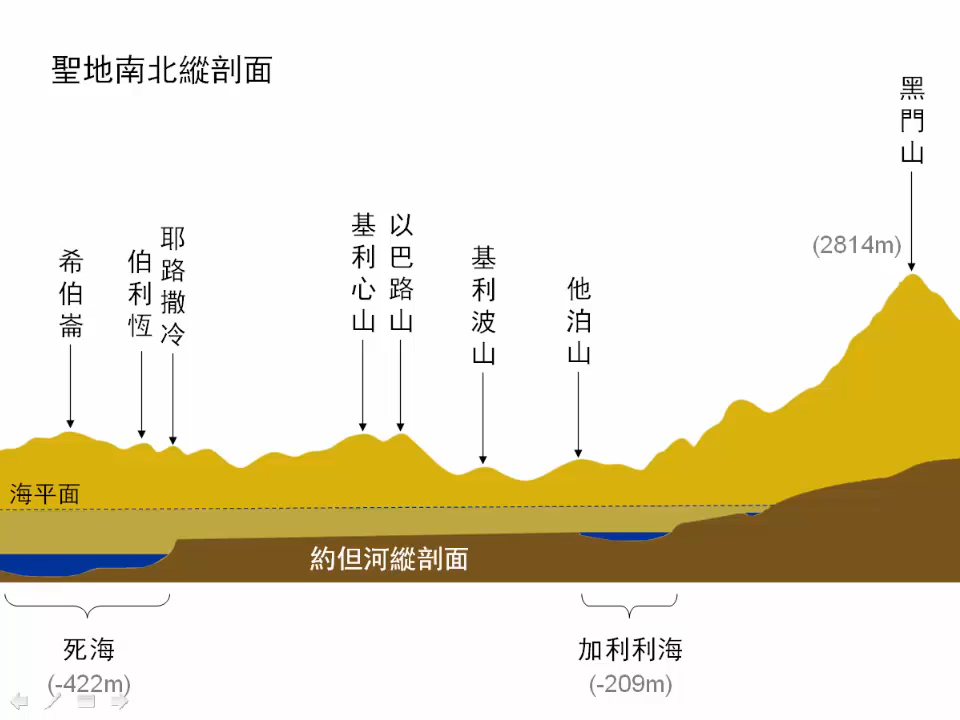 聖地南北縱剖面
黑門山
(2814m)
希伯崙
伯利恆
耶路撒冷
基利心山
以巴路山
基利波山
他泊山
海平面
約但河縱剖面
死海
(-422m)
加利利海
(-209m)